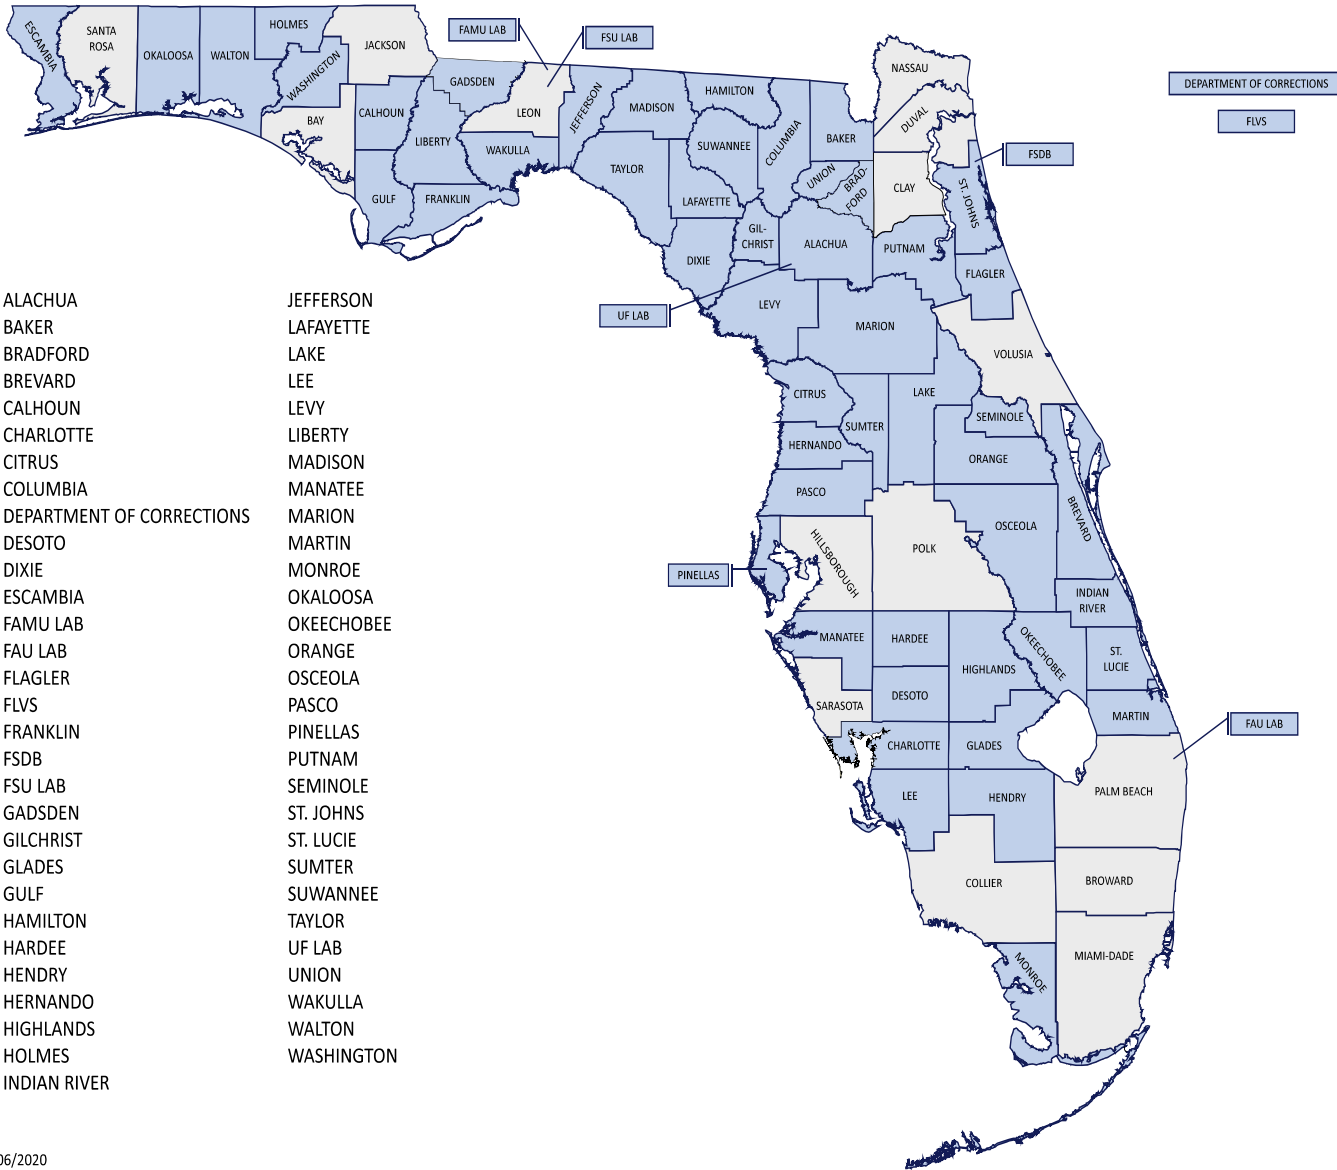 ESCAMBIA
SANTA
ROSA
OKALOOSA
WALTON
HOLMES
WASHINGTON
JACKSON
BAY
CALHOUN
GULF
GADSDEN
LIBERTY
FRANKLIN
FAMU LAB
FSU LAB
LEON
WAKULLA
JEFFERSON
MADISON
TAYLOR
HAMILTON
SUWANNEE
LAFAYETTE
DIXIE
COLUMBIA
GIL-
CHRIST
BAKER
UNION
BRAD-
FORD
ALACHUA
NASSAU
DUVAL
CLAY
PUTNAM
ST. JOHNS
FSDB
FLAGLER
DEPARTMENT OF CORRECTIONS
FLVS
UF LAB
LEVY
MARION
VOLUSIA
CITRUS
SUMTER
LAKE
SEMINOLE
HERNANDO
ORANGE
PASCO
OSCEOLA
BREVARD
HILLSBOROUGH
POLK
PINELLAS
INDIAN
RIVER
MANATEE
HARDEE
HIGHLANDS
OKEECHOBEE
ST.
LUCIE
SARASOTA
DESOTO
MARTIN
FAU LAB
CHARLOTTE
GLADES
LEE
HENDRY
PALM BEACH
COLLIER
BROWARD
MONROE
MIAMI-DADE
ALACHUA
BAKER
BRADFORD
BREVARD
CALHOUN
CHARLOTTE
CITRUS
COLUMBIA
DEPARTMENT OF CORRECTIONS
DESOTO
DIXIE
ESCAMBIA
FAMU LAB
FAU LAB
FLAGLER
FLVS
FRANKLIN
FSDB
FSU LAB
GADSDEN
GILCHRIST
GLADES
GULF
HAMILTON
HARDEE
HENDRY
HERNANDO
HIGHLANDS
HOLMES
INDIAN RIVER
JEFFERSON
LAFAYETTE
LAKE
LEE
LEVY
LIBERTY
MADISON
MANATEE
MARION
MARTIN
MONROE
OKALOOSA
OKEECHOBEE
ORANGE
OSCEOLA
PASCO
PINELLAS
PUTNAM
SEMINOLE
ST. JOHNS
ST. LUCIE
SUMTER
SUWANNEE
TAYLOR
UF LAB
UNION
WAKULLA
WALTON
WASHINGTON
06/2020